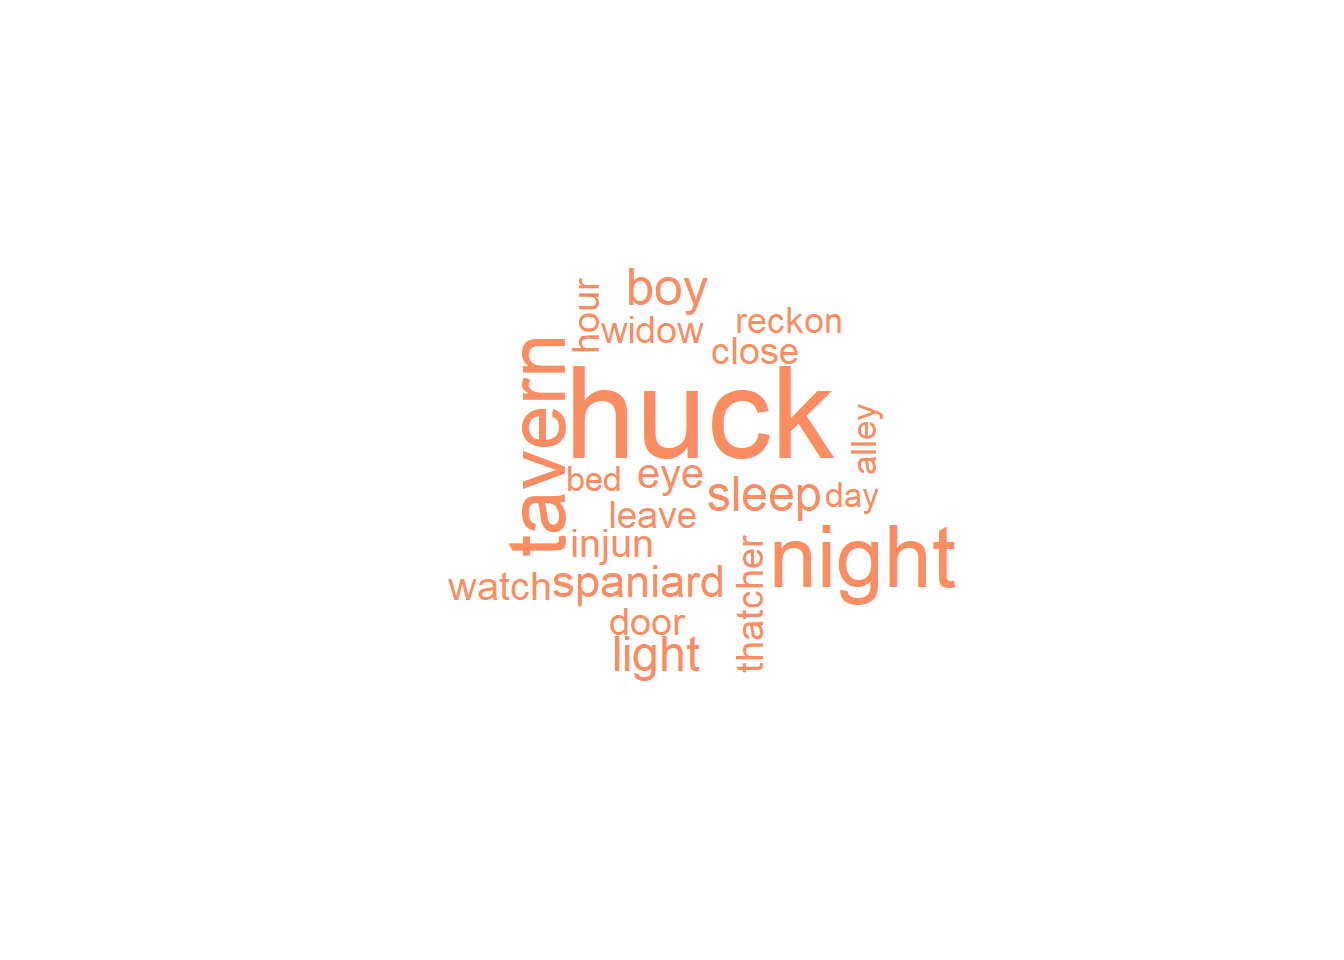 boy
hour
widow
reckon
close
tavern
huck
alley
bed
eye
sleep
day
leave
injun
night
watch
spaniard
thatcher
door
light